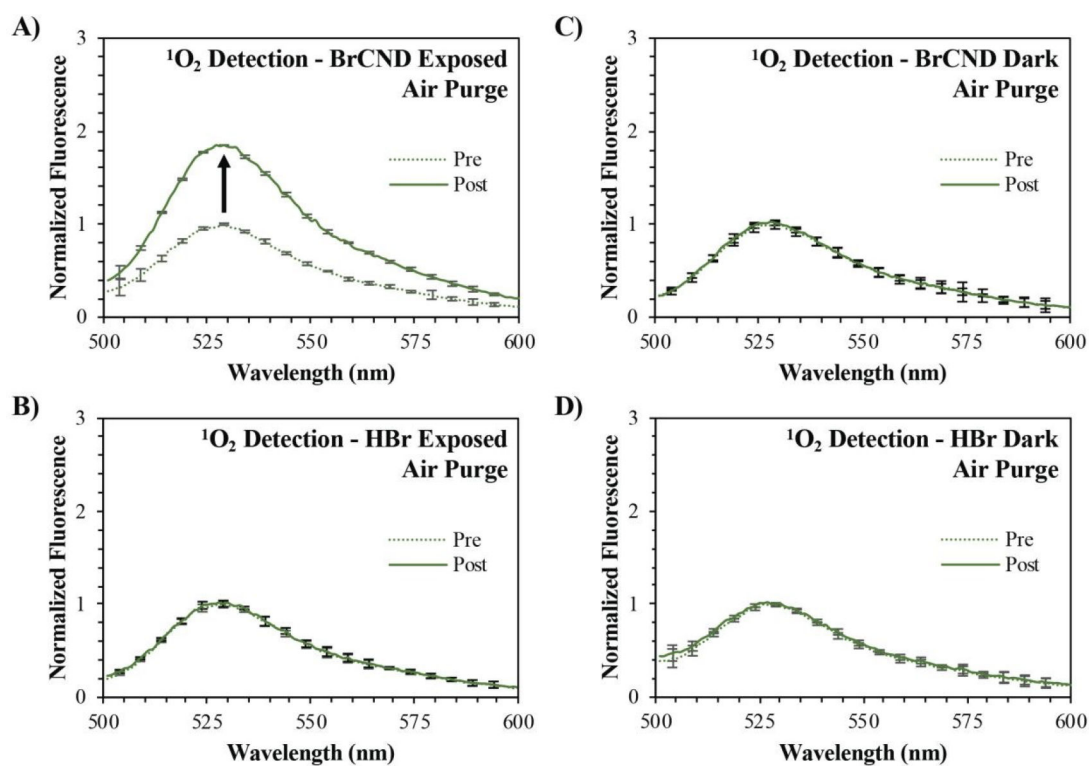 A)
¹O₂ Detection - BrCND Exposed
Air Purge
Pre
Post
Normalized Fluorescence
3
2
1
0
500 525 550 575 600
Wavelength (nm)
C)
¹O₂ Detection - BrCND Dark
Air Purge
Pre
Post
Normalized Fluorescence
3
2
1
0
500 525 550 575 600
Wavelength (nm)
B)
¹O₂ Detection - HBr Exposed
Air Purge
Pre
Post
Normalized Fluorescence
3
2
1
0
500 525 550 575 600
Wavelength (nm)
D)
¹O₂ Detection - HBr Dark
Air Purge
Pre
Post
Normalized Fluorescence
3
2
1
0
500 525 550 575 600
Wavelength (nm)